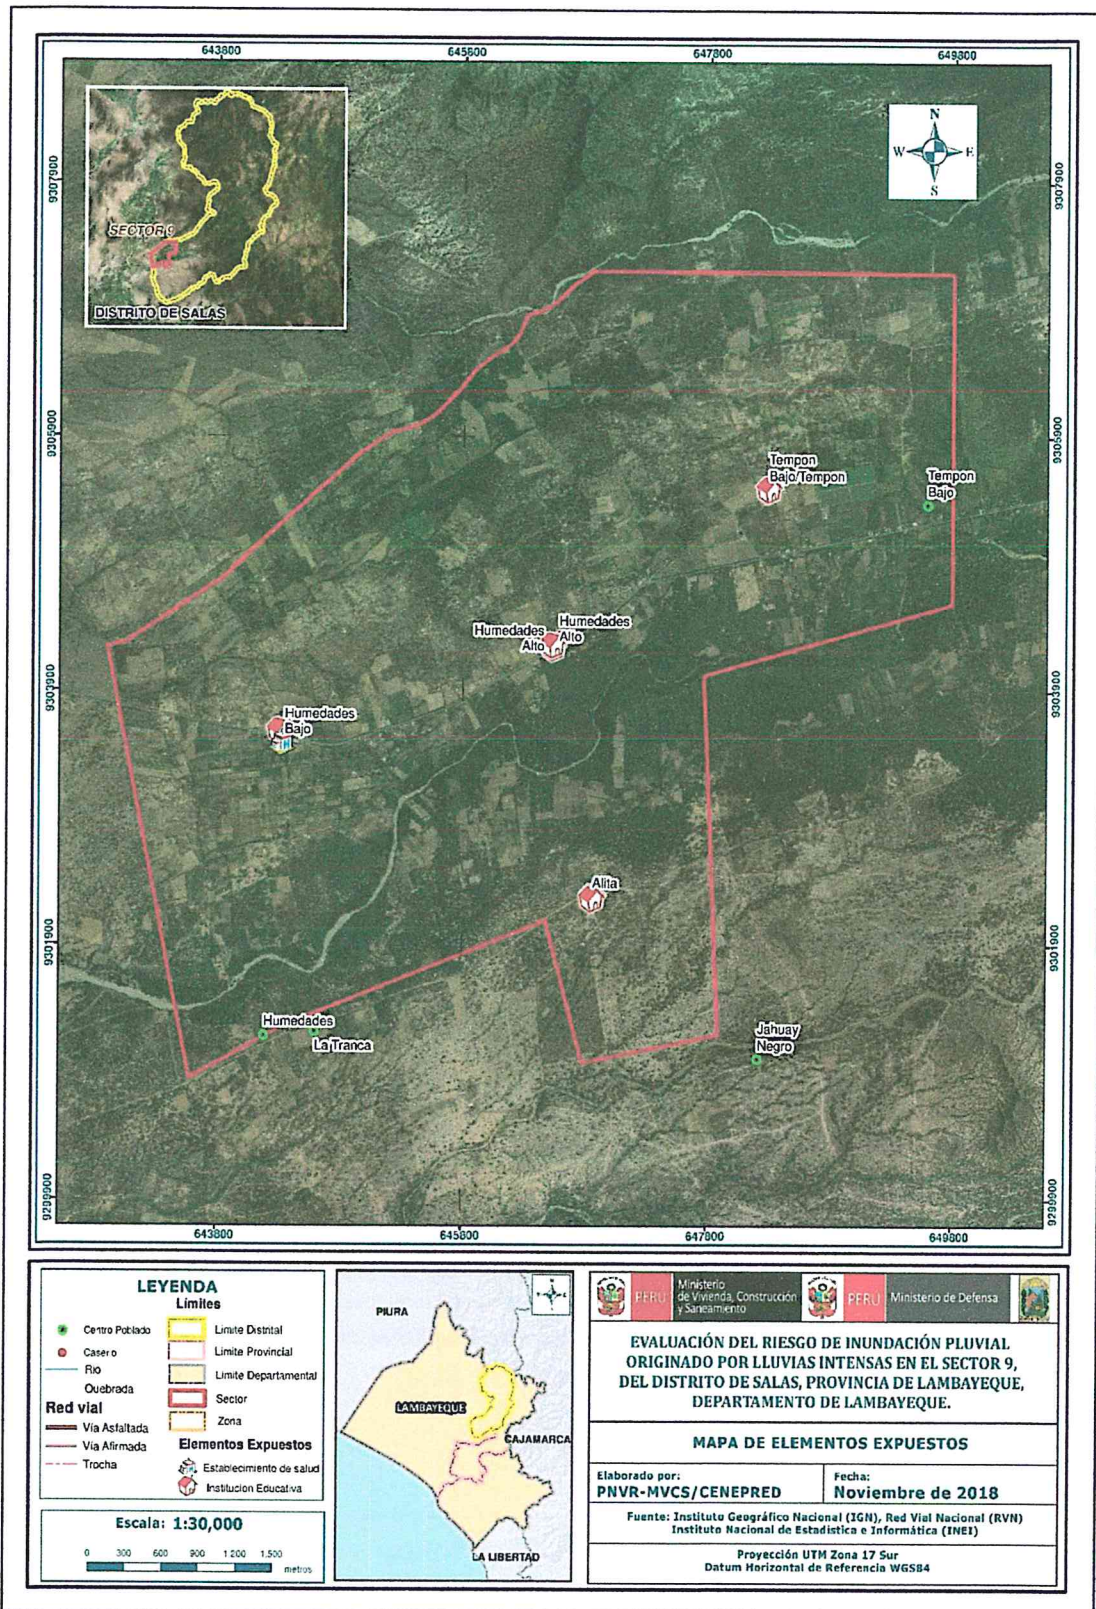 643800
645800
647800
649800
9307900
9307900
SECTOR 9
DISTRITO DE SALAS
N
W
E
S
9305900
9305900
Tempon
Bajo/Tempon
Tempon
Bajo
Humedades
Alto
Humedades
Alto
9303900
9303900
Humedades
Bajo
Alita
9301900
9301900
Humedades
La Tranca
Jahuay
Negro
9299900
9299900
643800
645800
647800
649800
LEYENDA
Límites
Centro Poblado
Caserio
Rio
Quebrada
Red vial
Vía Asfaltada
Vía Afirmada
Trocha
Limite Distrital
Limite Provincial
Limite Departamental
Sector
Zona
Elementos Expuestos
Establecimiento de salud
Institucion Educativa
Escala: 1:30,000
0 300 600 900 1.200 1.500
metros
PIURA
LAMBAYEQUE
CAJAMARCA
LA LIBERTAD
PERÚ
Ministerio
de Vivienda, Construcción
y Saneamiento
PERÚ
Ministerio de Defensa
EVALUACIÓN DEL RIESGO DE INUNDACIÓN PLUVIAL
ORIGINADO POR LLUVIAS INTENSAS EN EL SECTOR 9,
DEL DISTRITO DE SALAS, PROVINCIA DE LAMBAYEQUE,
DEPARTAMENTO DE LAMBAYEQUE.
MAPA DE ELEMENTOS EXPUESTOS
Elaborado por:
PNVR-MVCS/CENEPRED
Fecha:
Noviembre de 2018
Fuente: Instituto Geográfico Nacional (IGN), Red Vial Nacional (RVN)
Instituto Nacional de Estadistica e Informática (INEI)
Proyección UTM Zona 17 Sur
Datum Horizontal de Referencia WGS84